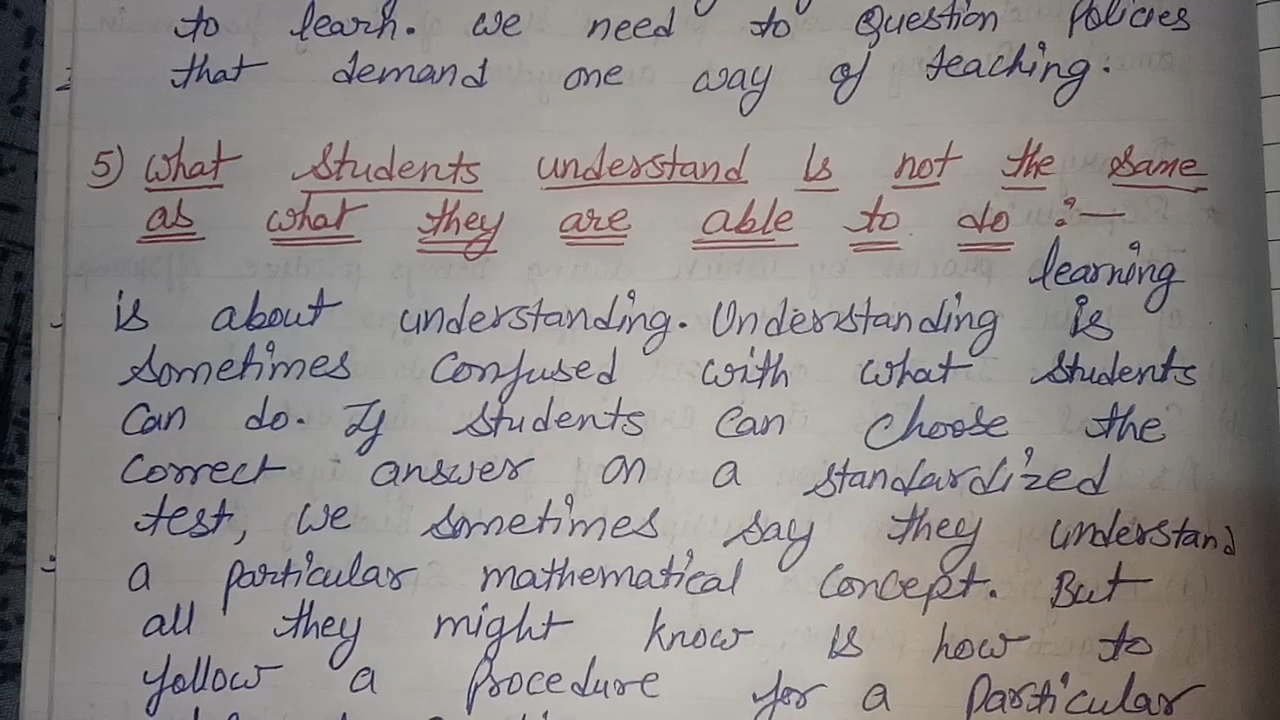 to learn. We need to Question policies
that demand one way of teaching.
5) What students understand is not the same
as what they are able to do :—
learning
is about understanding. Understanding is
sometimes confused with what students
can do. If students can choose the
correct answer on a standardized
test, we sometimes say they understand
a particular mathematical concept. But
all they might know is how to
follow a procedure for a particular